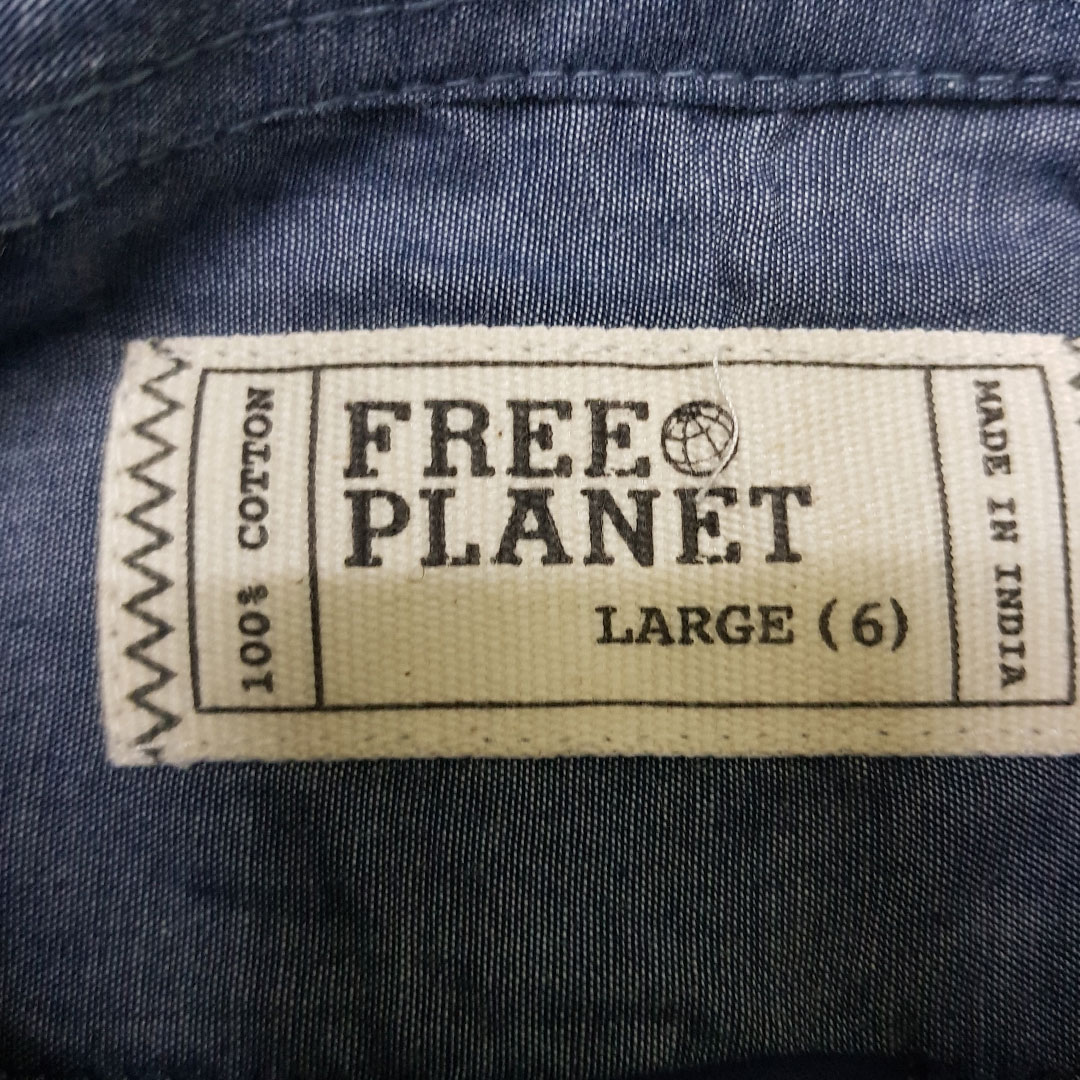 100% COTTON
FREE
PLANET
LARGE (6)
MADE IN INDIA